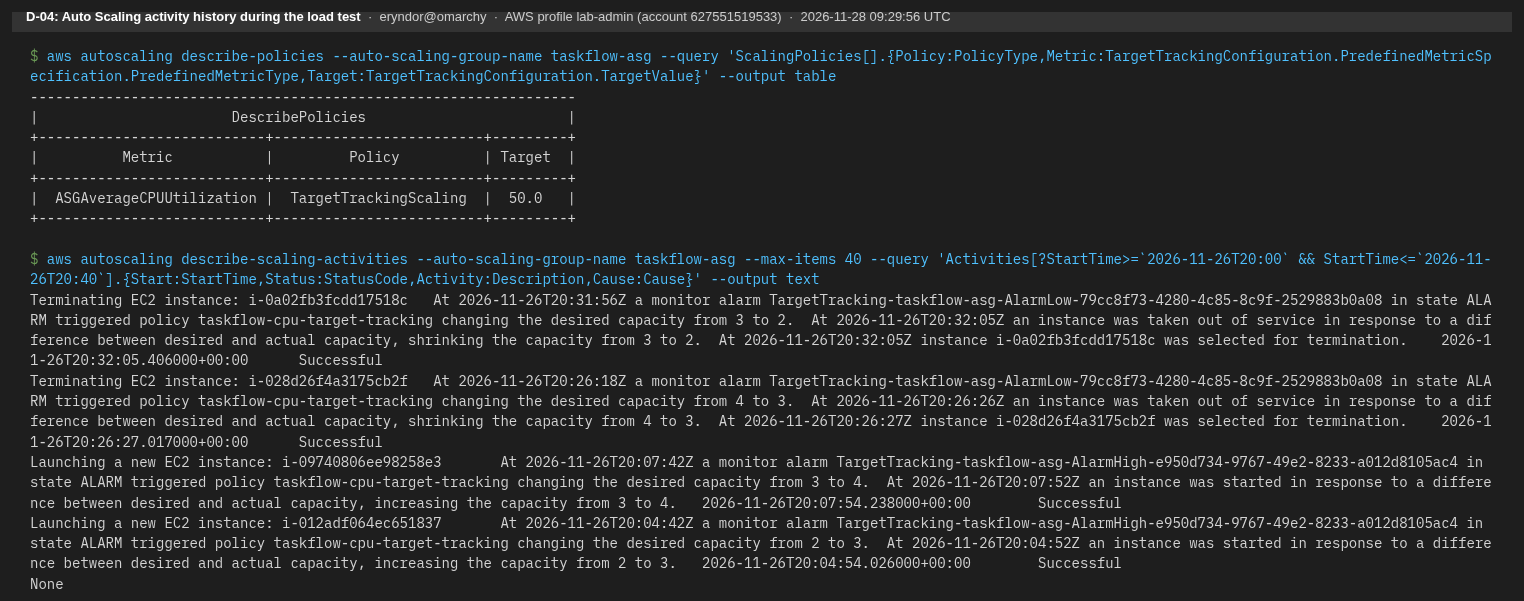 D-04: Auto Scaling activity history during the load test · eryndor@omarchy · AWS profile lab-admin (account 627551519533) · 2026-11-28 09:29:56 UTC
$ aws autoscaling describe-policies --auto-scaling-group-name taskflow-asg --query 'ScalingPolicies[].{Policy:PolicyType,Metric:TargetTrackingConfiguration.PredefinedMetricSp
ecification.PredefinedMetricType,Target:TargetTrackingConfiguration.TargetValue}' --output table
-----------------------------------------------------------------
|                       DescribePolicies                        |
+---------------------------+-------------------------+---------+
|          Metric           |         Policy          | Target  |
+---------------------------+-------------------------+---------+
|  ASGAverageCPUUtilization |  TargetTrackingScaling  |  50.0   |
+---------------------------+-------------------------+---------+
$ aws autoscaling describe-scaling-activities --auto-scaling-group-name taskflow-asg --max-items 40 --query 'Activities[?StartTime>=`2026-11-26T20:00` && StartTime<=`2026-11-
26T20:40`].{Start:StartTime,Status:StatusCode,Activity:Description,Cause:Cause}' --output text
Terminating EC2 instance: i-0a02fb3fcdd17518c   At 2026-11-26T20:31:56Z a monitor alarm TargetTracking-taskflow-asg-AlarmLow-79cc8f73-4280-4c85-8c9f-2529883b0a08 in state ALA
RM triggered policy taskflow-cpu-target-tracking changing the desired capacity from 3 to 2.  At 2026-11-26T20:32:05Z an instance was taken out of service in response to a dif
ference between desired and actual capacity, shrinking the capacity from 3 to 2.  At 2026-11-26T20:32:05Z instance i-0a02fb3fcdd17518c was selected for termination.    2026-1
1-26T20:32:05.406000+00:00      Successful
Terminating EC2 instance: i-028d26f4a3175cb2f   At 2026-11-26T20:26:18Z a monitor alarm TargetTracking-taskflow-asg-AlarmLow-79cc8f73-4280-4c85-8c9f-2529883b0a08 in state ALA
RM triggered policy taskflow-cpu-target-tracking changing the desired capacity from 4 to 3.  At 2026-11-26T20:26:26Z an instance was taken out of service in response to a dif
ference between desired and actual capacity, shrinking the capacity from 4 to 3.  At 2026-11-26T20:26:27Z instance i-028d26f4a3175cb2f was selected for termination.    2026-1
1-26T20:26:27.017000+00:00      Successful
Launching a new EC2 instance: i-09740806ee98258e3       At 2026-11-26T20:07:42Z a monitor alarm TargetTracking-taskflow-asg-AlarmHigh-e950d734-9767-49e2-8233-a012d8105ac4 in
state ALARM triggered policy taskflow-cpu-target-tracking changing the desired capacity from 3 to 4.  At 2026-11-26T20:07:52Z an instance was started in response to a differe
nce between desired and actual capacity, increasing the capacity from 3 to 4.   2026-11-26T20:07:54.238000+00:00        Successful
Launching a new EC2 instance: i-012adf064ec651837       At 2026-11-26T20:04:42Z a monitor alarm TargetTracking-taskflow-asg-AlarmHigh-e950d734-9767-49e2-8233-a012d8105ac4 in
state ALARM triggered policy taskflow-cpu-target-tracking changing the desired capacity from 2 to 3.  At 2026-11-26T20:04:52Z an instance was started in response to a differe
nce between desired and actual capacity, increasing the capacity from 2 to 3.   2026-11-26T20:04:54.026000+00:00        Successful
None